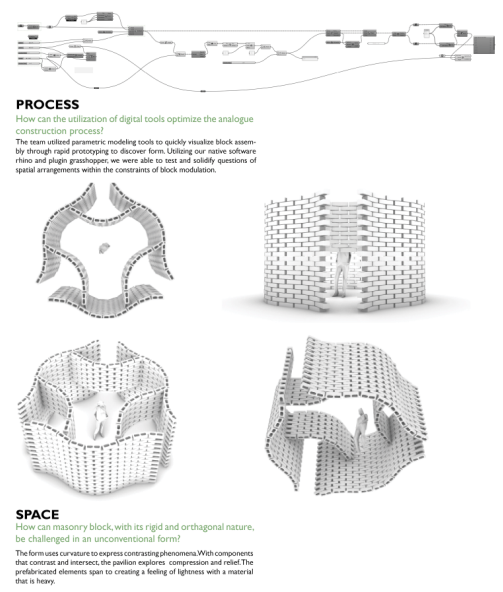 PROCESS
How can the utilization of digital tools optimize the analogue
construction process?
The team utilized parametric modeling tools to quickly visualize block assem-
bly through rapid prototyping to discover form. Utilizing our native software
rhino and plugin grasshopper, we were able to test and solidify questions of
spatial arrangements within the constraints of block modulation.
SPACE
How can masonry block, with its rigid and orthogonal nature,
be challenged in an unconventional form?
The form uses curvature to express contrasting phenomena. With components
that contrast and intersect, the pavilion explores compression and relief. The
prefabricated elements span to creating a feeling of lightness with a material
that is heavy.